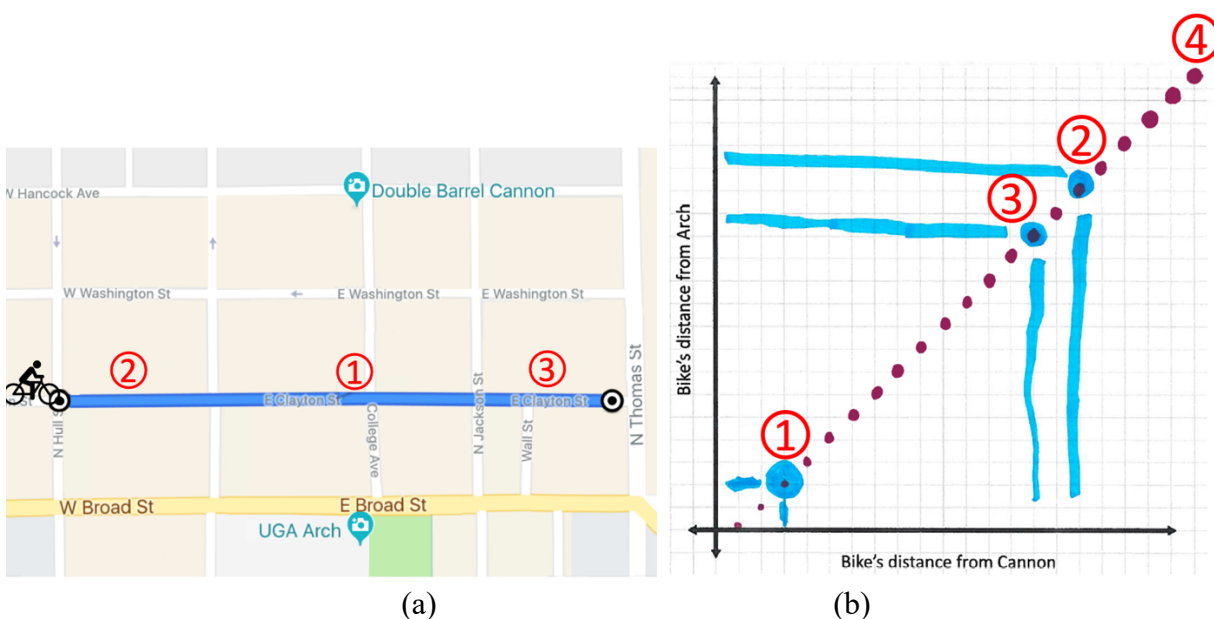 ④
②
③
①
Bike's distance from Arch
Bike's distance from Cannon
W Hancock Ave
Double Barrel Cannon
W Washington St
E Washington St
E Washington St
②
①
③
E Clayton St
E Clayton St
N Hull St
College Ave
N Jackson St
Wall St
N Thomas St
W Broad St
E Broad St
UGA Arch
(a)
(b)